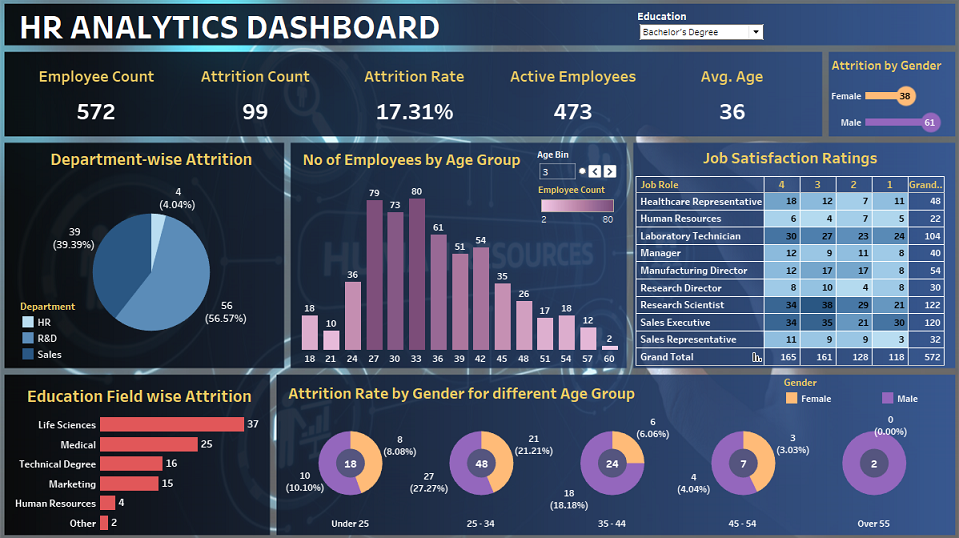 HR ANALYTICS DASHBOARD
Education
Bachelor's Degree
Employee Count
572
Attrition Count
99
Attrition Rate
17.31%
Active Employees
473
Avg. Age
36
Attrition by Gender
Female 38
Male 61
Department-wise Attrition
4
(4.04%)
39
(39.39%)
56
(56.57%)
Department
HR
R&D
Sales
No of Employees by Age Group
Age Bin
3
Employee Count
2 80
18 10 36 79 73 80 61 51 54 35 26 17 18 12 2
18 21 24 27 30 33 36 39 42 45 48 51 54 57 60
Job Satisfaction Ratings
Job Role 4 3 2 1 Grand..
Healthcare Representative 18 12 7 11 48
Human Resources 6 4 7 5 22
Laboratory Technician 30 27 23 24 104
Manager 12 9 11 8 40
Manufacturing Director 12 17 17 8 54
Research Director 8 10 4 8 30
Research Scientist 34 38 29 21 122
Sales Executive 34 35 21 30 120
Sales Representative 11 9 9 3 32
Grand Total 165 161 128 118 572
Education Field wise Attrition
Life Sciences 37
Medical 25
Technical Degree 16
Marketing 15
Human Resources 4
Other 2
Attrition Rate by Gender for different Age Group
Gender
Female Male
8
(8.08%)
18
10
(10.10%)
Under 25
21
(21.21%)
48
27
(27.27%)
25 - 34
6
(6.06%)
24
18
(18.18%)
35 - 44
3
(3.03%)
7
4
(4.04%)
45 - 54
0
(0.00%)
2
Over 55